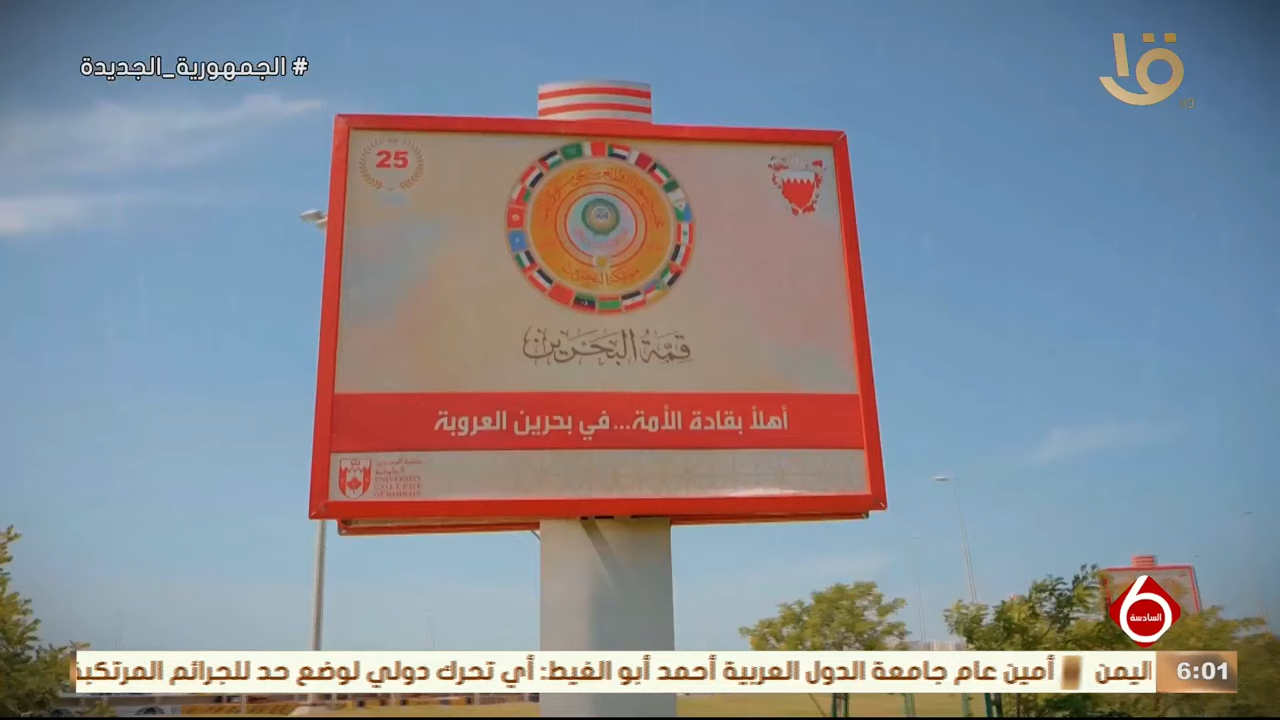 #الجمهورية_الجديدة
25
قمة البحرين
أهلاً بقادة الأمة... في بحرين العروبة
UNIVERSITY
COLLEGE
OF BAHRAIN
6
السادسة
6:01
اليمن
أمين عام جامعة الدول العربية أحمد أبو الغيط: أي تحرك دولي لوضع حد للجرائم المرتكبة